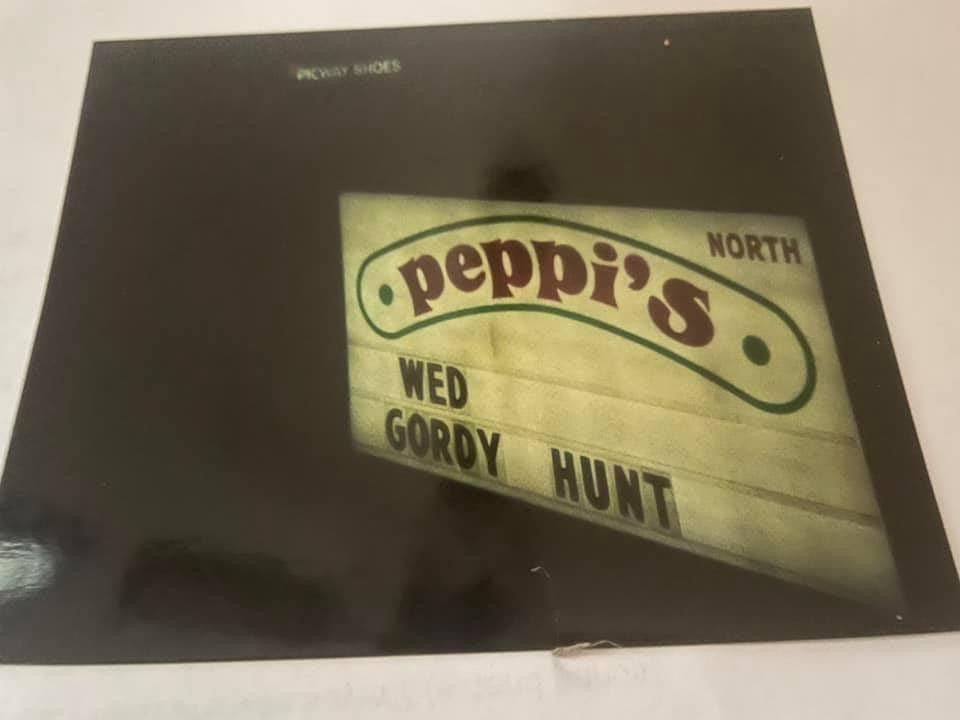 PICWAY SHOES
peppi's
NORTH
WED
GORDY HUNT